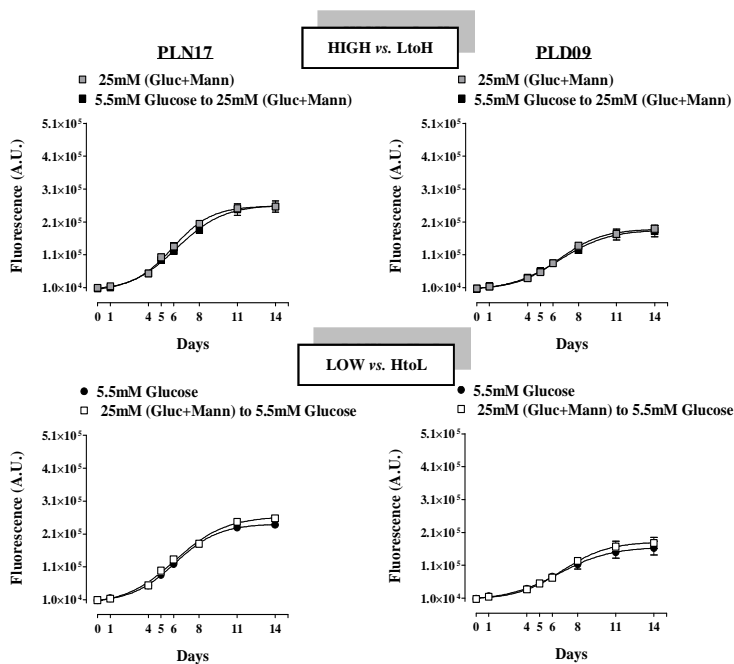 HIGH vs. LtoH
PLN17
25mM (Gluc+Mann)
5.5mM Glucose to 25mM (Gluc+Mann)
Fluorescence (A.U.)
5.1×10⁵
4.1×10⁵
3.1×10⁵
2.1×10⁵
1.1×10⁵
1.0×10⁴
0 1 4 5 6 8 11 14
Days
PLD09
25mM (Gluc+Mann)
5.5mM Glucose to 25mM (Gluc+Mann)
Fluorescence (A.U.)
5.1×10⁵
4.1×10⁵
3.1×10⁵
2.1×10⁵
1.1×10⁵
1.0×10⁴
0 1 4 5 6 8 11 14
Days
LOW vs. HtoL
5.5mM Glucose
25mM (Gluc+Mann) to 5.5mM Glucose
Fluorescence (A.U.)
5.1×10⁵
4.1×10⁵
3.1×10⁵
2.1×10⁵
1.1×10⁵
1.0×10⁴
0 1 4 5 6 8 11 14
Days
5.5mM Glucose
25mM (Gluc+Mann) to 5.5mM Glucose
Fluorescence (A.U.)
5.1×10⁵
4.1×10⁵
3.1×10⁵
2.1×10⁵
1.1×10⁵
1.0×10⁴
0 1 4 5 6 8 11 14
Days